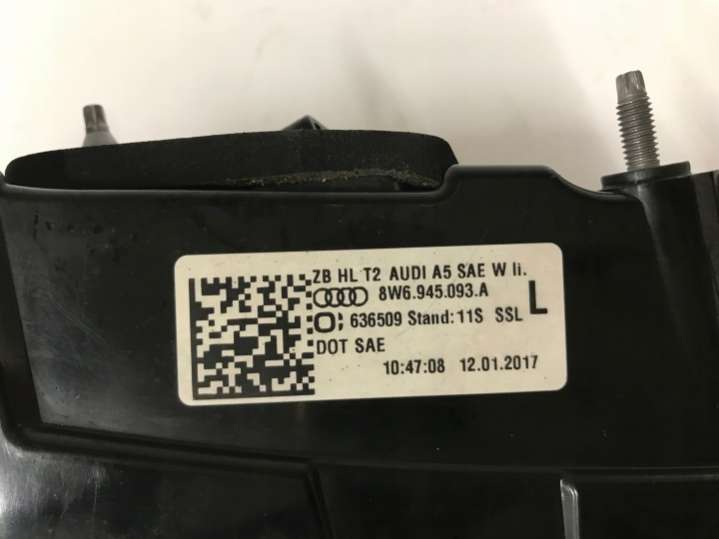 ZB HL T2 AUDI A5 SAE W li.
8W6.945.093.A
L
636509 Stand: 11S SSL
DOT SAE
10:47:08 12.01.2017